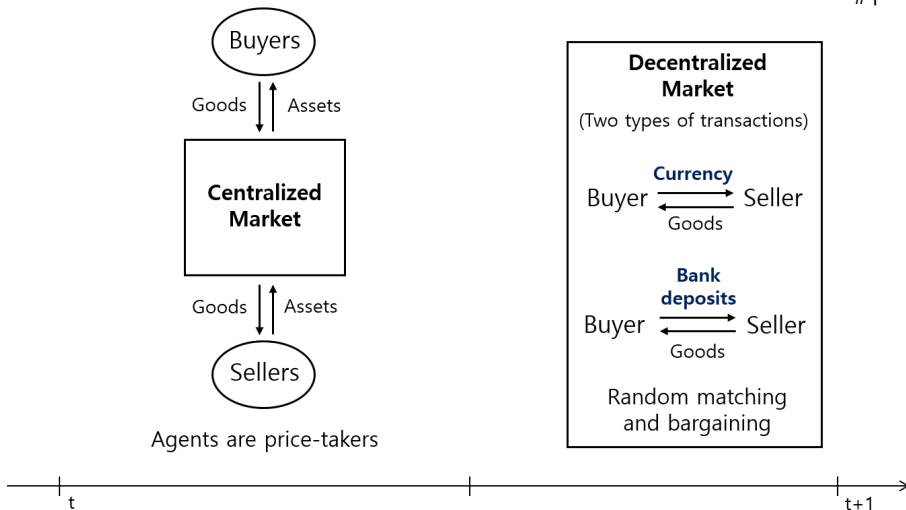 Buyers
Goods
Assets
Centralized
Market
Goods
Assets
Sellers
Agents are price-takers
Decentralized
Market
(Two types of transactions)
Currency
Buyer
Seller
Goods
Bank
deposits
Buyer
Seller
Goods
Random matching
and bargaining
t
t+1